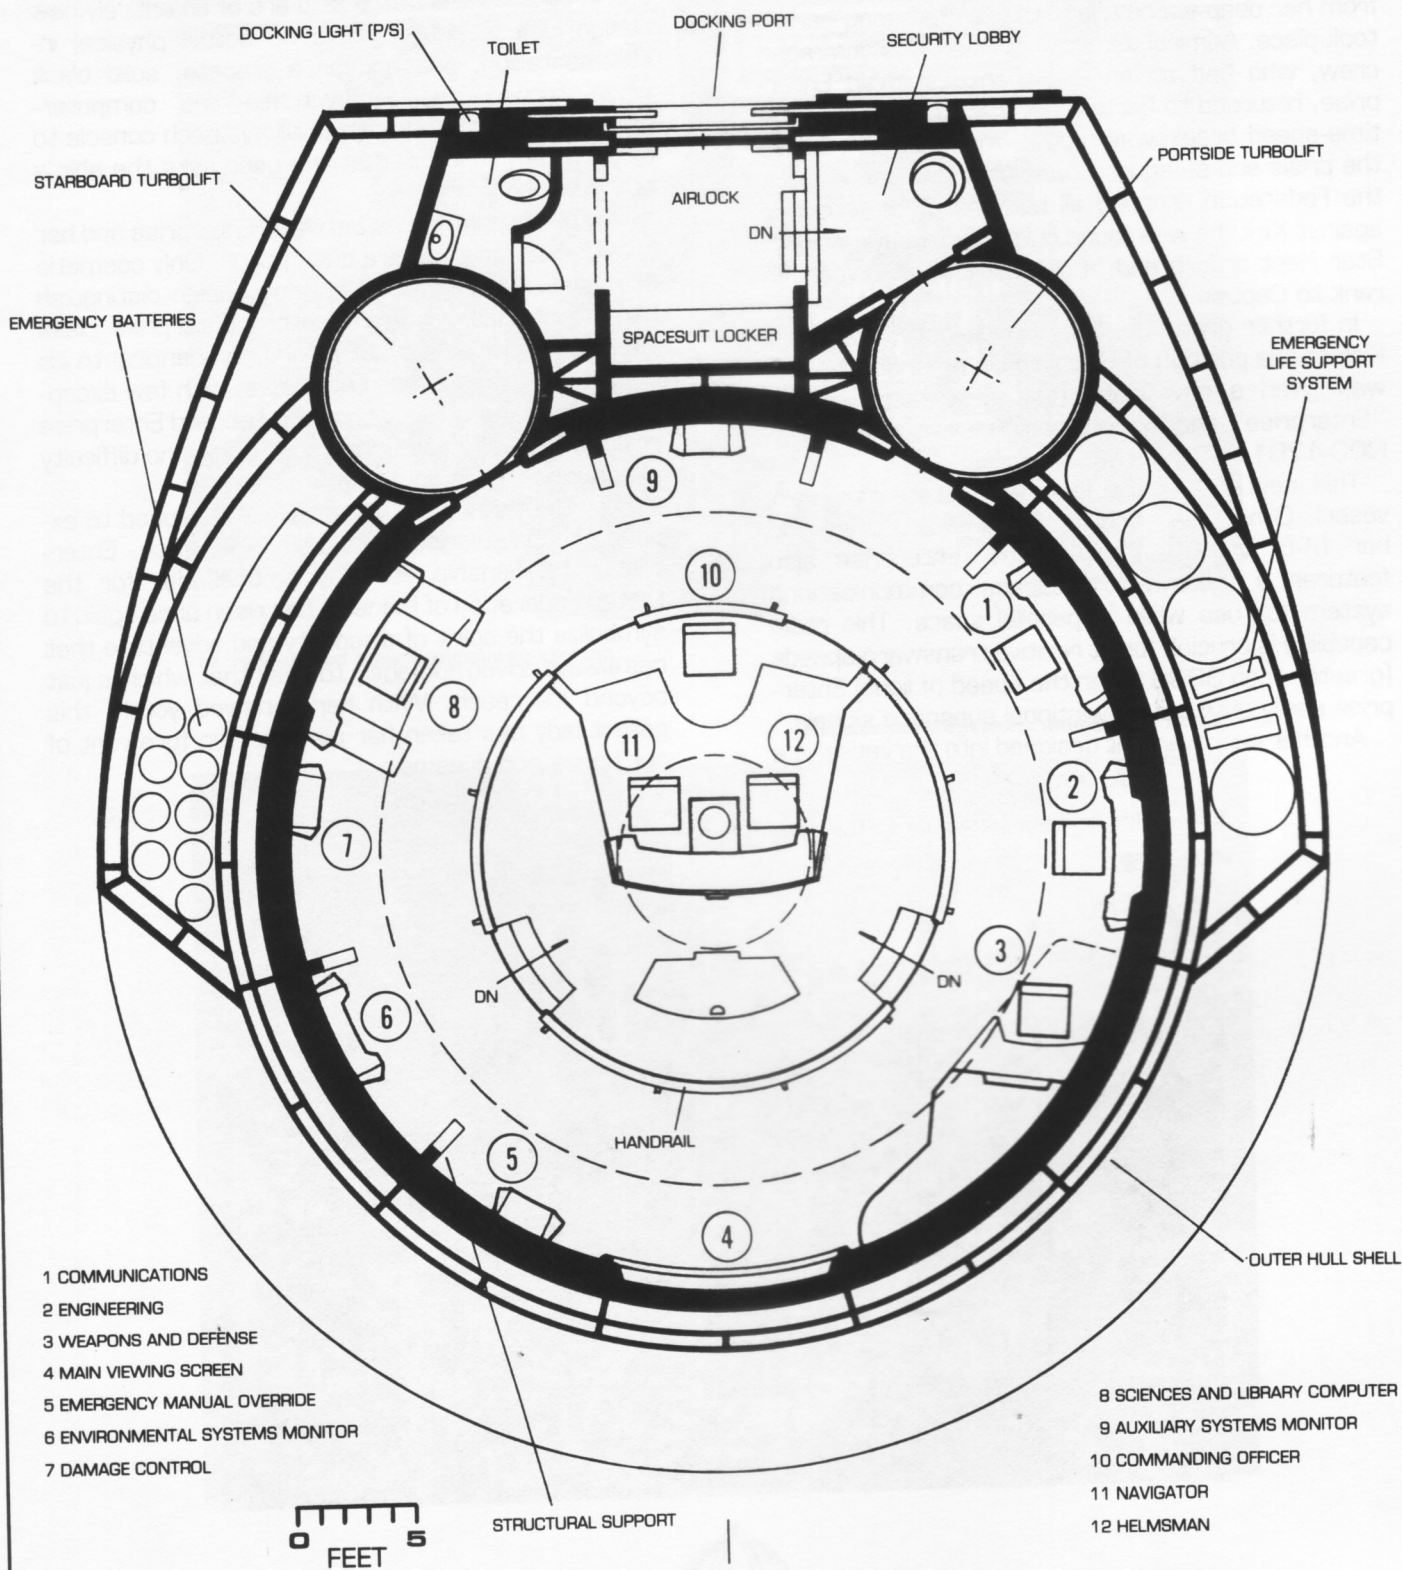 DOCKING LIGHT (P/S)
TOILET
DOCKING PORT
SECURITY LOBBY
STARBOARD TURBOLIFT
PORTSIDE TURBOLIFT
AIRLOCK
DN
EMERGENCY BATTERIES
SPACESUIT LOCKER
EMERGENCY
LIFE SUPPORT
SYSTEM
9
10
1
8
11
12
2
7
3
DN
DN
6
HANDRAIL
5
4
OUTER HULL SHELL
1 COMMUNICATIONS
2 ENGINEERING
3 WEAPONS AND DEFENSE
4 MAIN VIEWING SCREEN
5 EMERGENCY MANUAL OVERRIDE
6 ENVIRONMENTAL SYSTEMS MONITOR
7 DAMAGE CONTROL
8 SCIENCES AND LIBRARY COMPUTER
9 AUXILIARY SYSTEMS MONITOR
10 COMMANDING OFFICER
11 NAVIGATOR
12 HELMSMAN
STRUCTURAL SUPPORT
0 5
FEET